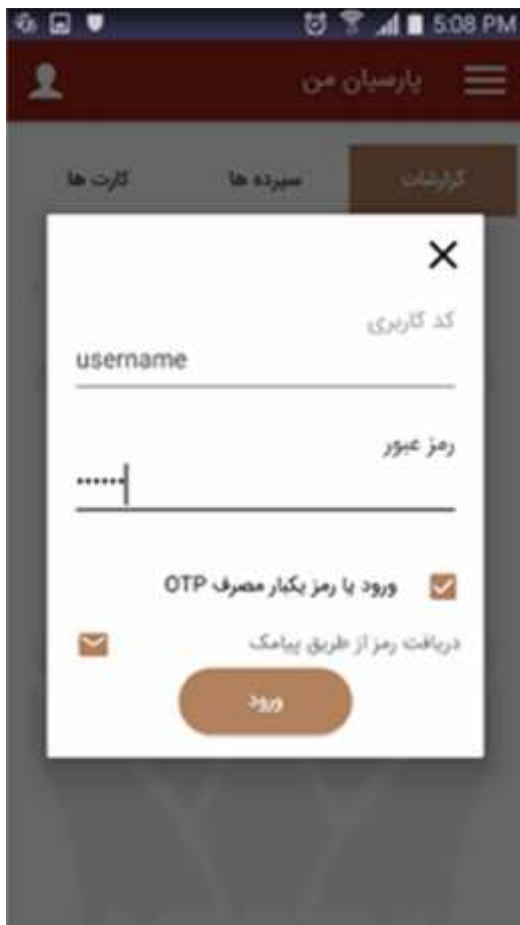 5:08 PM
پارسیان من
گزارشات سپرده ها کارت ها
کد کاربری
username
رمز عبور
••••••
ورود با رمز یکبار مصرف OTP
دریافت رمز از طریق پیامک
ورود